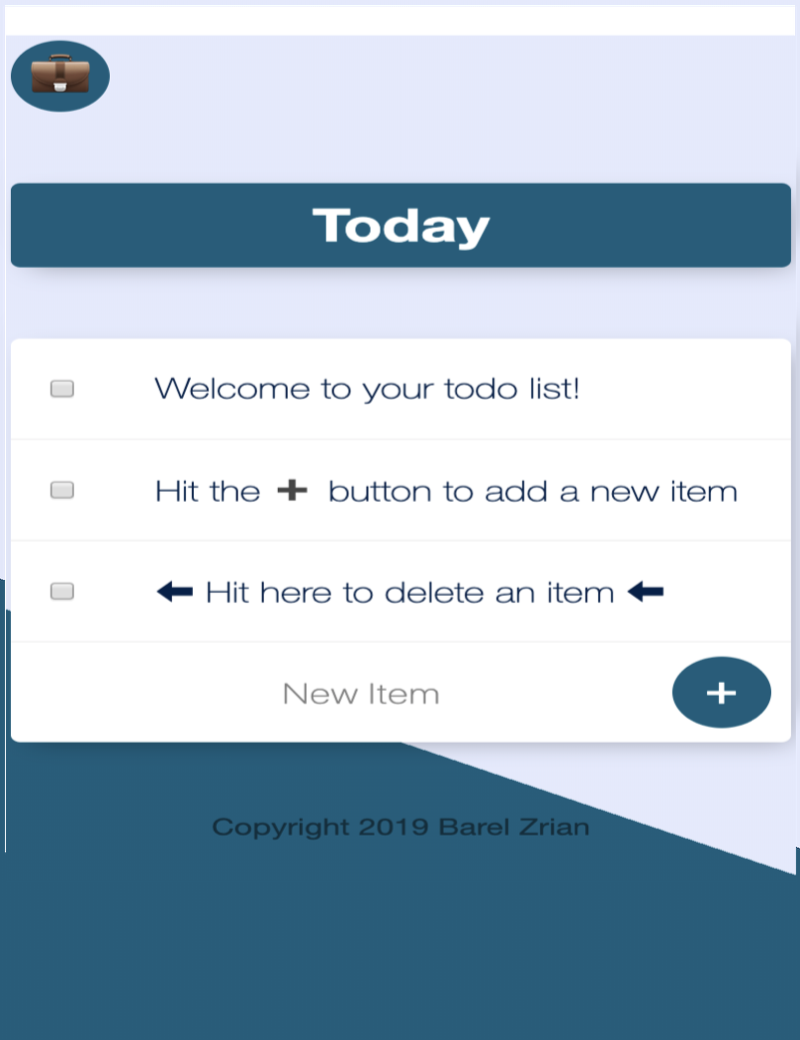 Today
Welcome to your todo list!
Hit the ➕ button to add a new item
⬅ Hit here to delete an item ⬅
New Item +
Copyright 2019 Barel Zrian